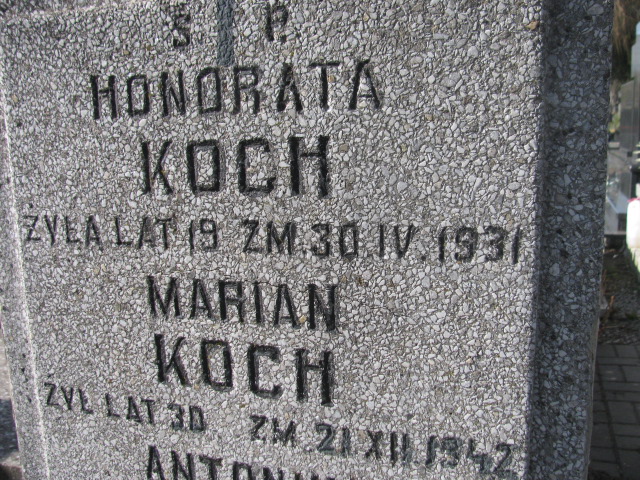 Ś. P.
HONORATA
KOCH
ŻYŁA LAT 19 ZM. 30 IV. 1931
MARIAN
KOCH
ŻYŁ LAT 30 ZM. 21 XII 1942